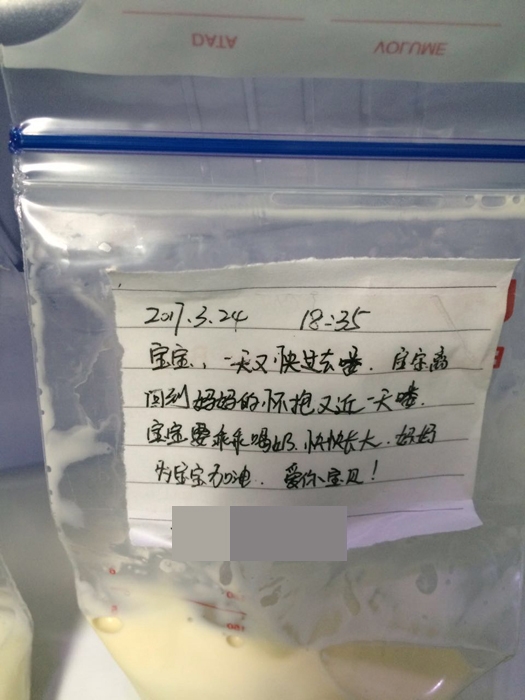 DATA VOLUME
2017.3.24 18:35
宝宝，一天又快过去喽．宝宝离
回到妈妈的怀抱又近一天喽．
宝宝要乖乖喝奶．快快长大．妈妈
为宝宝加油．爱你宝贝！